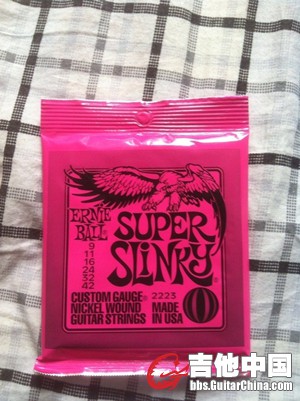 ERNIE
BALL
®
SUPER
SLINKY
®
9
11
16
24
32
42
CUSTOM GAUGE® 2223
NICKEL WOUND MADE
GUITAR STRINGS IN USA
吉他中国
bbs.GuitarChina.com